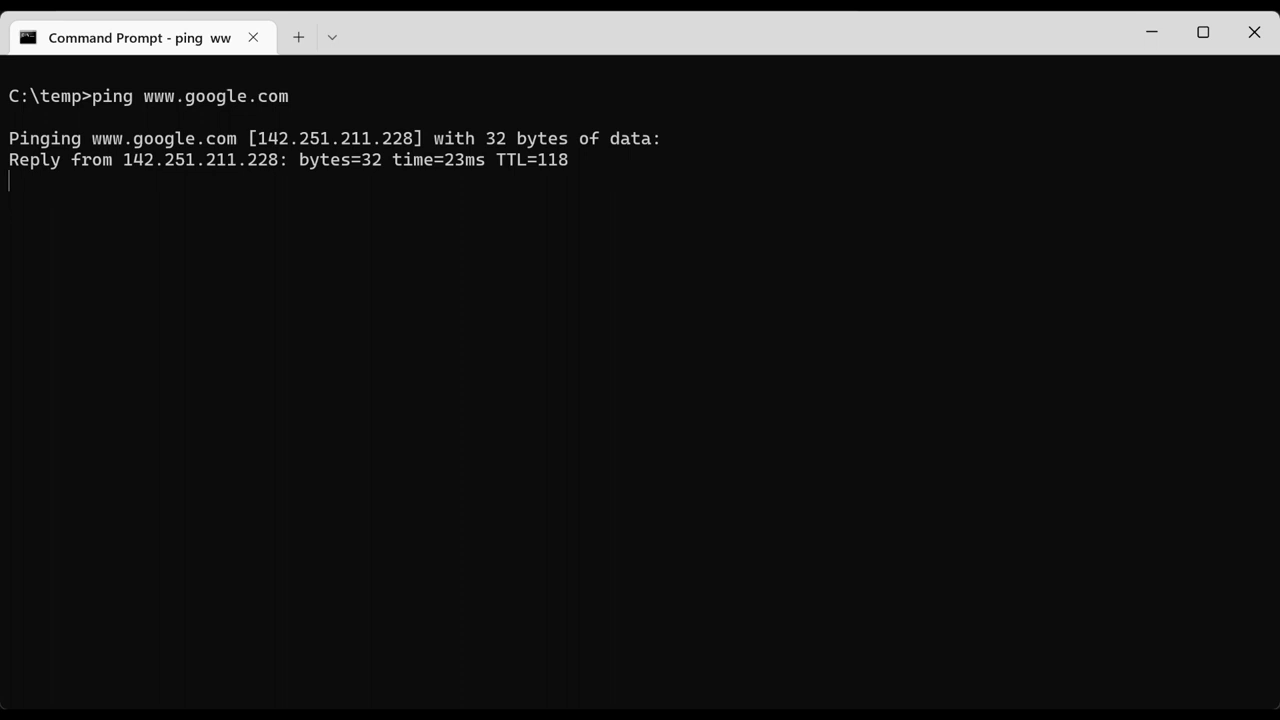 Command Prompt - ping  ww
C:\temp>ping www.google.com
Pinging www.google.com [142.251.211.228] with 32 bytes of data:
Reply from 142.251.211.228: bytes=32 time=23ms TTL=118